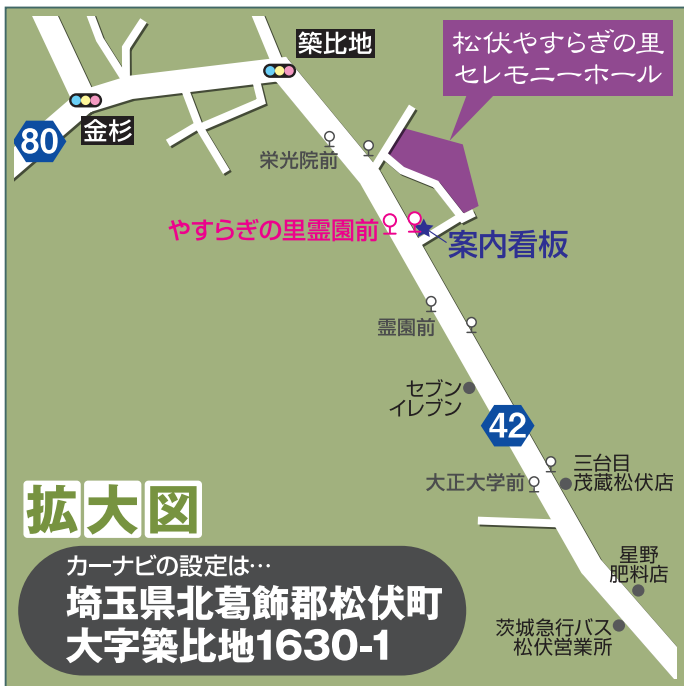 築比地
松伏やすらぎの里
セレモニーホール
金杉
80
栄光院前
やすらぎの里霊園前
案内看板
霊園前
セブン
イレブン
42
三台目
茂蔵松伏店
大正大学前
拡大図
星野
肥料店
カーナビの設定は…
埼玉県北葛飾郡松伏町
大字築比地1630-1
茨城急行バス
松伏営業所